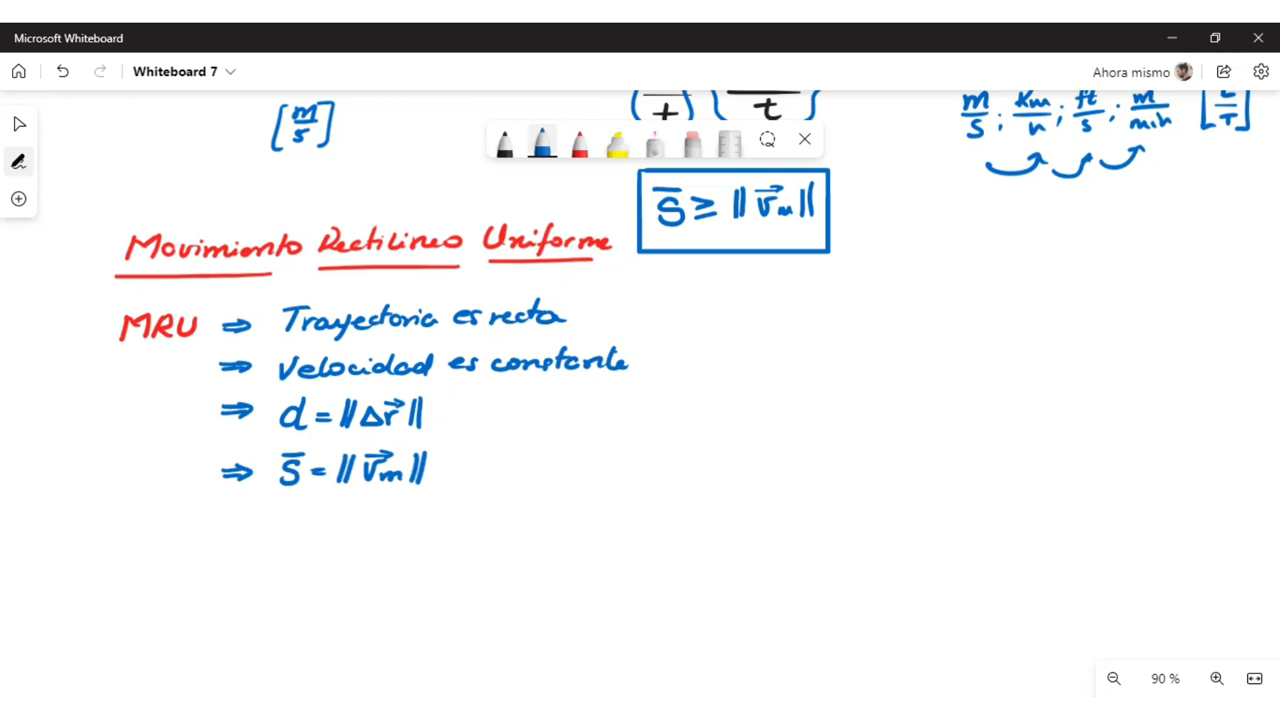 Microsoft Whiteboard
Whiteboard 7
Ahora mismo
[m/s]
t t
m/s ; Km/h ; ft/s ; m/min [L/T]
S̅ ≥ ‖v⃗m‖
Movimiento Rectilineo Uniforme
MRU ⇒ Trayectoria es recta
⇒ Velocidad es constante
⇒ d = ‖Δr⃗‖
⇒ S̅ = ‖v⃗m‖
90 %